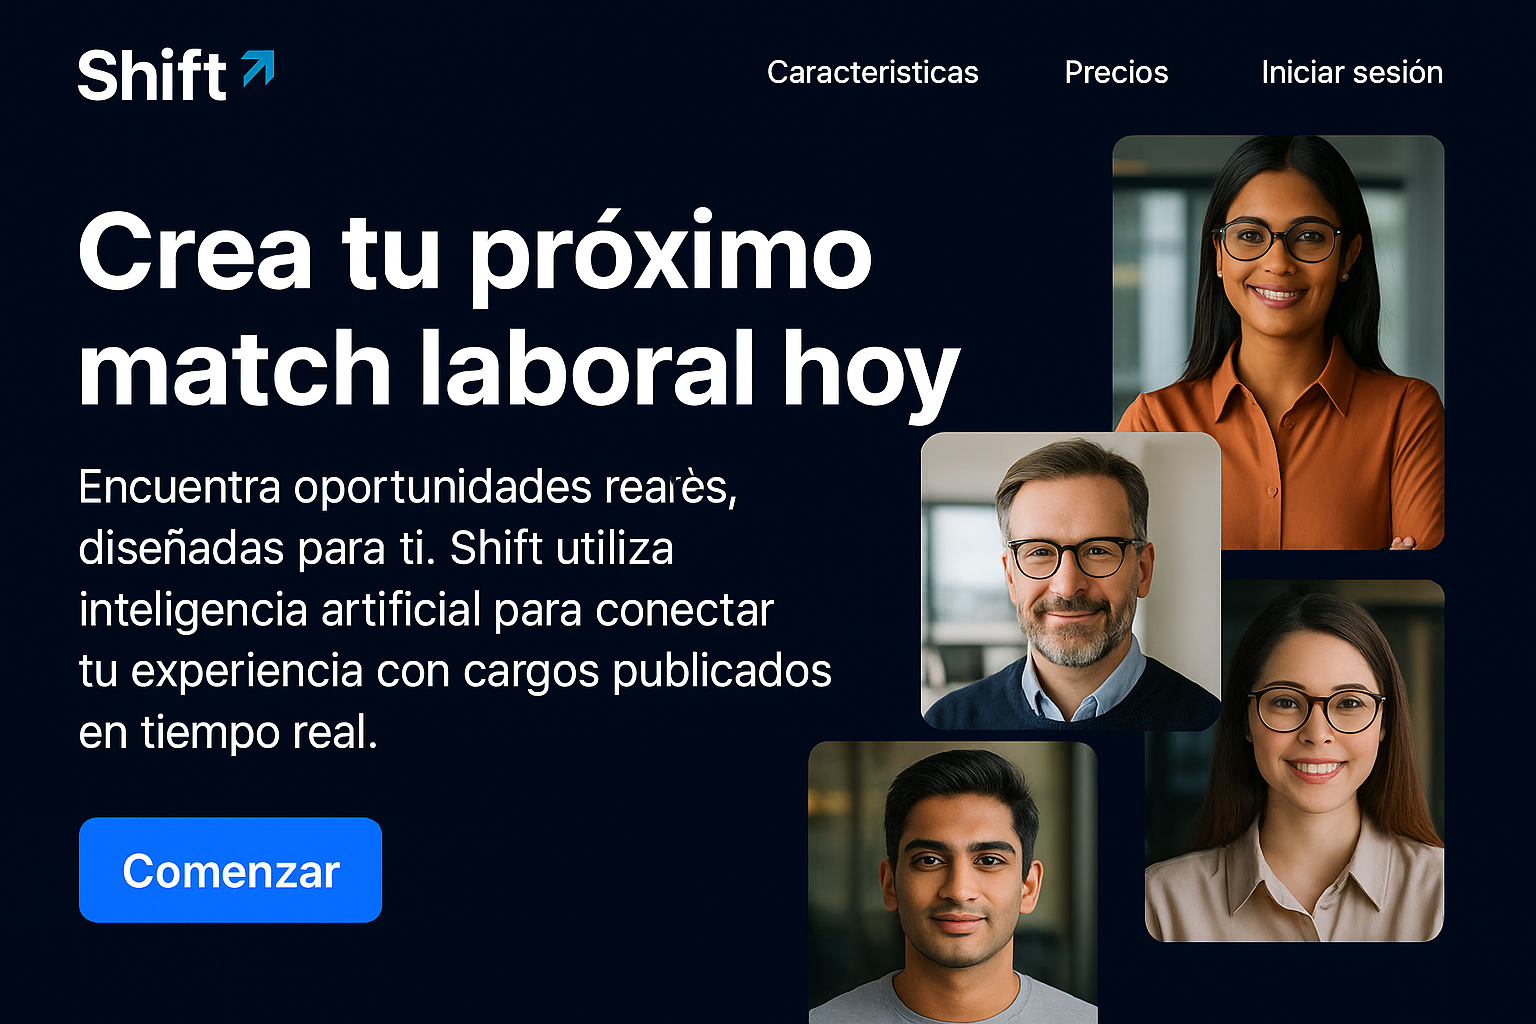 Shift
Caracteristicas
Precios
Iniciar sesión
Crea tu próximo
match laboral hoy
Encuentra oportunidades rearès,
diseñadas para ti. Shift utiliza
inteligencia artificial para conectar
tu experiencia con cargos publicados
en tiempo real.
Comenzar